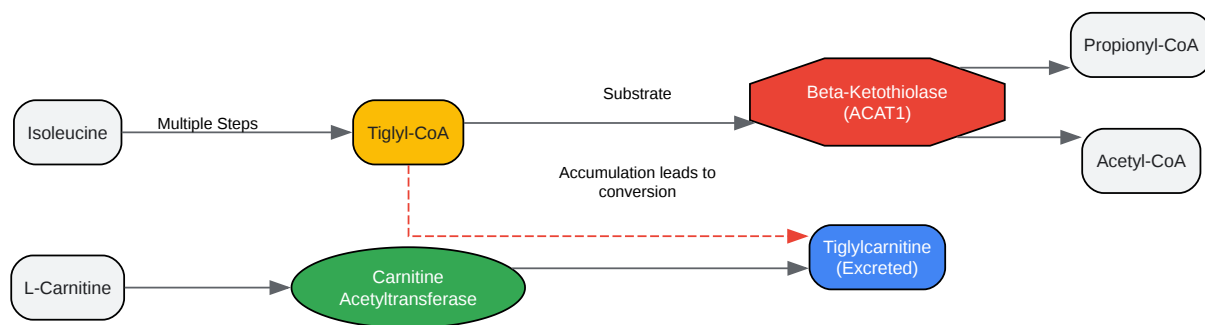 Propionyl-CoA
Substrate
Beta-Ketothiolase
(ACAT1)
Isoleucine
Multiple Steps
Tiglyl-CoA
Acetyl-CoA
Accumulation leads to
conversion
Tiglylcarnitine
(Excreted)
L-Carnitine
Carnitine
Acetyltransferase